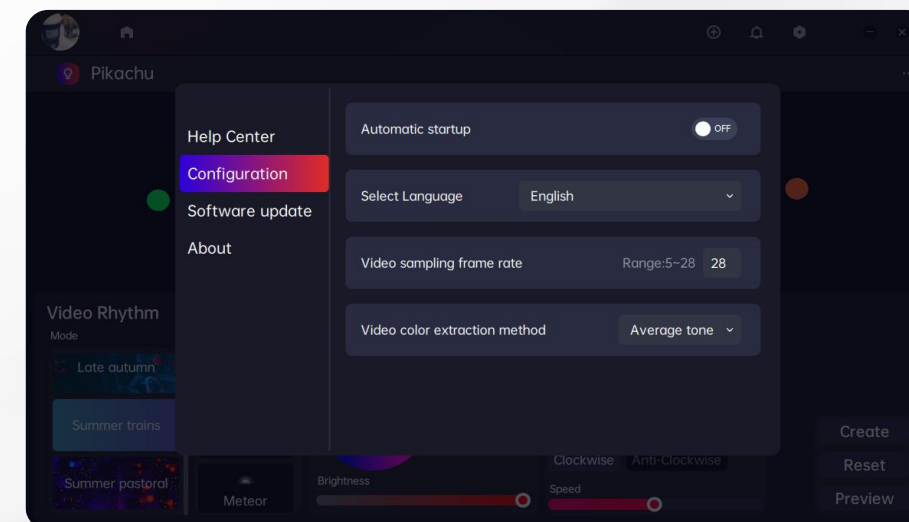 Pikachu
Help Center
Configuration
Software update
About
Automatic startup
OFF
Select Language
English
Video sampling frame rate
Range:5~28
28
Video color extraction method
Average tone
Video Rhythm
Mode
Late autumn
Summer trains
Summer pastoral
Meteor
Brightness
Clockwise
Anti-Clockwise
Speed
Create
Reset
Preview